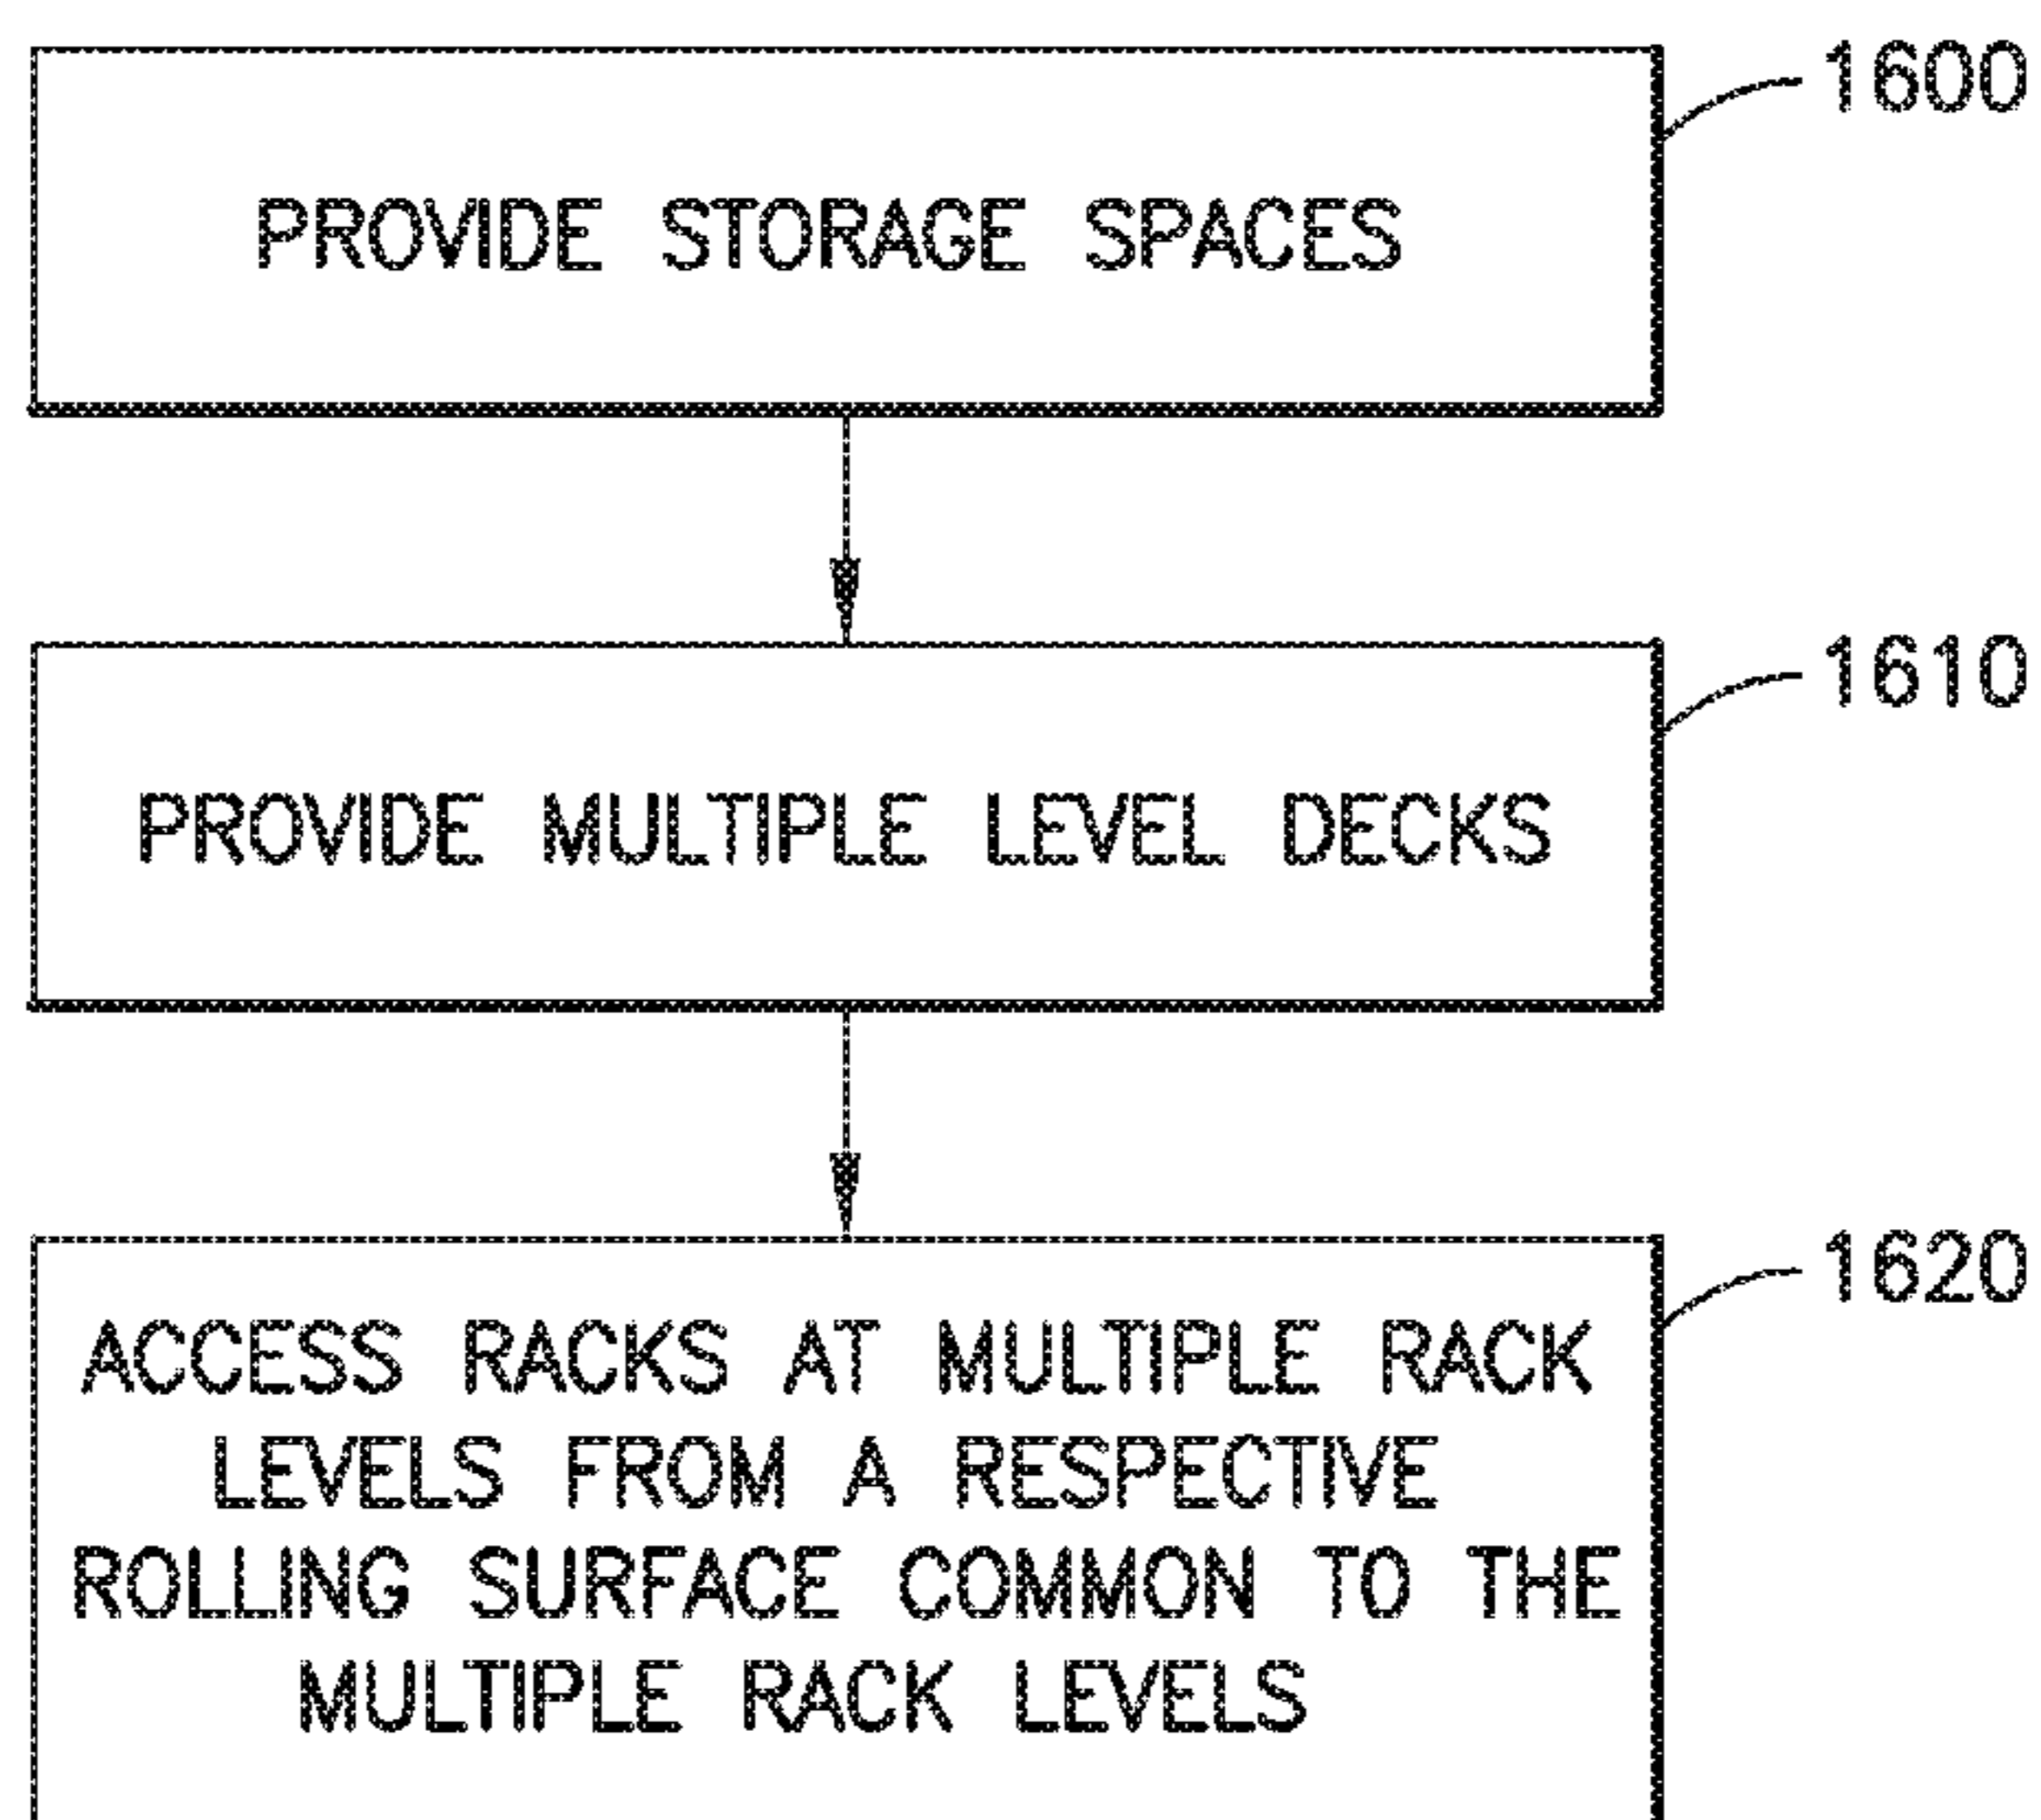 1600
PROVIDE STORAGE SPACES
1610
PROVIDE MULTIPLE LEVEL DECKS
1620
ACCESS RACKS AT MULTIPLE RACK
LEVELS FROM A RESPECTIVE
ROLLING SURFACE COMMON TO THE
MULTIPLE RACK LEVELS